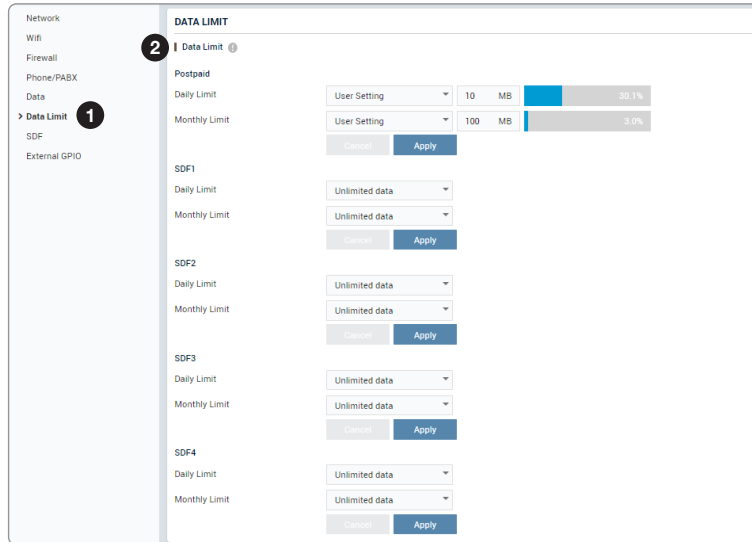 Network
Wifi
Firewall
Phone/PABX
Data
> Data Limit 1
SDF
External GPIO
DATA LIMIT
2 Data Limit !
Postpaid
Daily Limit User Setting 10 MB 30.1%
Monthly Limit User Setting 100 MB 3.0%
Cancel Apply
SDF1
Daily Limit Unlimited data
Monthly Limit Unlimited data
Cancel Apply
SDF2
Daily Limit Unlimited data
Monthly Limit Unlimited data
Cancel Apply
SDF3
Daily Limit Unlimited data
Monthly Limit Unlimited data
Cancel Apply
SDF4
Daily Limit Unlimited data
Monthly Limit Unlimited data
Cancel Apply